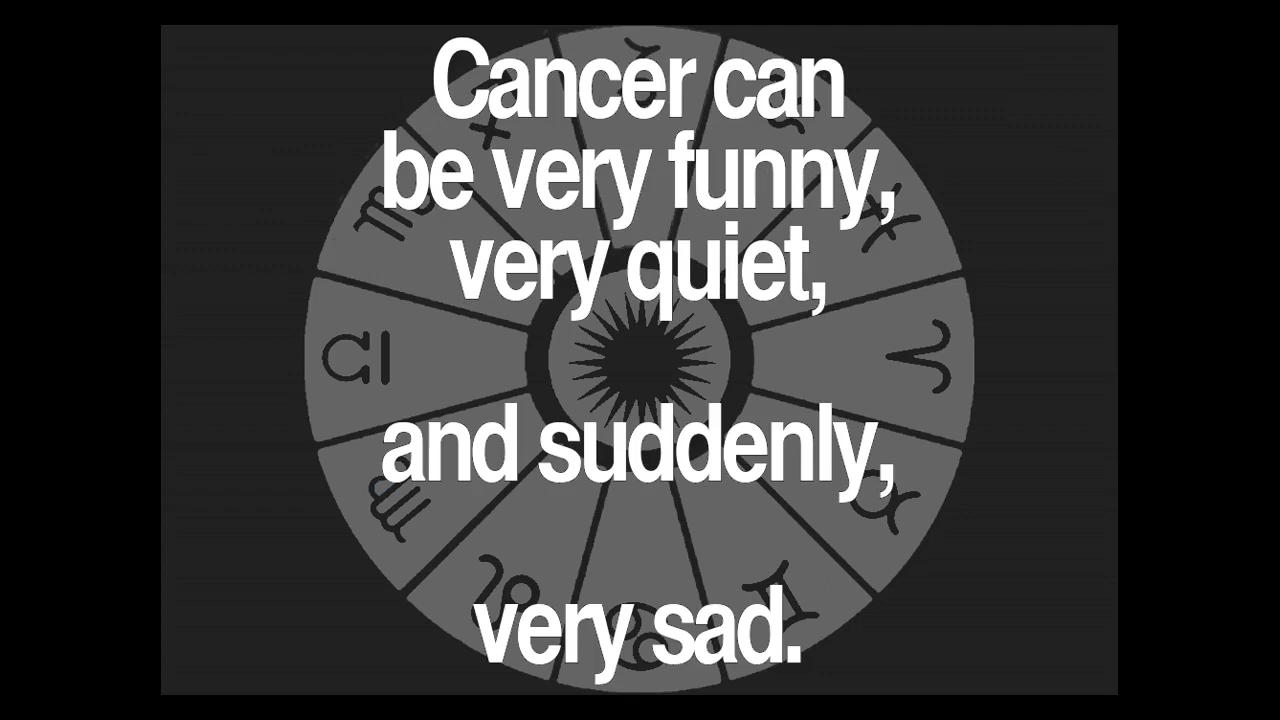 Cancer can
be very funny,
very quiet,
and suddenly,
very sad.